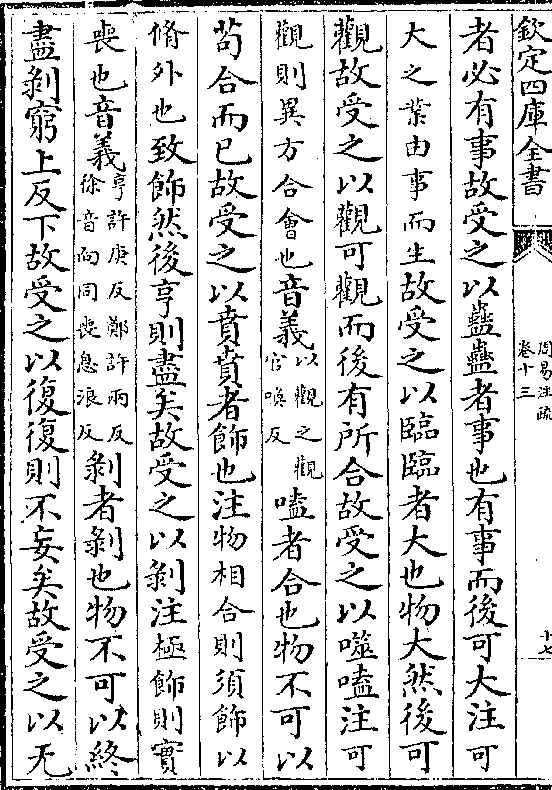 欽定四庫全書
周易注疏
卷十三
十七
者必有事故受之以蠱蠱者事也有事而後可大注可
大之業由事而生故受之以臨臨者大也物大然後可
觀故受之以觀可觀而後有所合故受之以噬嗑注可
觀則異方合會也音義以觀之觀官喚反嗑者合也物不可以
苟合而已故受之以賁賁者飾也注物相合則須飾以
脩外也致飾然後亨則盡矣故受之以剥注極飾則實
喪也音義亨許庚反鄭許兩反徐音向同喪息浪反剥者剥也物不可以終
盡剥窮上反下故受之以復復則不妄矣故受之以无